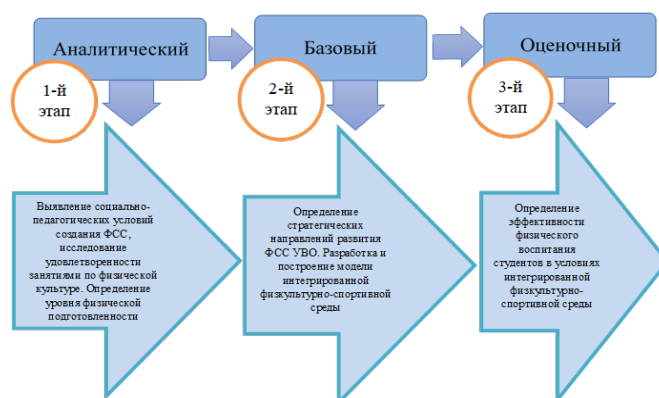 Аналитический
Базовый
Оценочный
1-й
этап
2-й
этап
3-й
этап
Выявление социально-
педагогических условий
создания ФСС,
исследование
удовлетворенности
занятиями по физической
культуре. Определение
уровня физической
подготовленности
Определение
стратегических
направлений развития
ФСС УВО. Разработка и
построение модели
интегрированной
физкультурно-спортивной
среды
Определение
эффективности
физического
воспитания
студентов в условиях
интегрированной
физкультурно-
спортивной среды